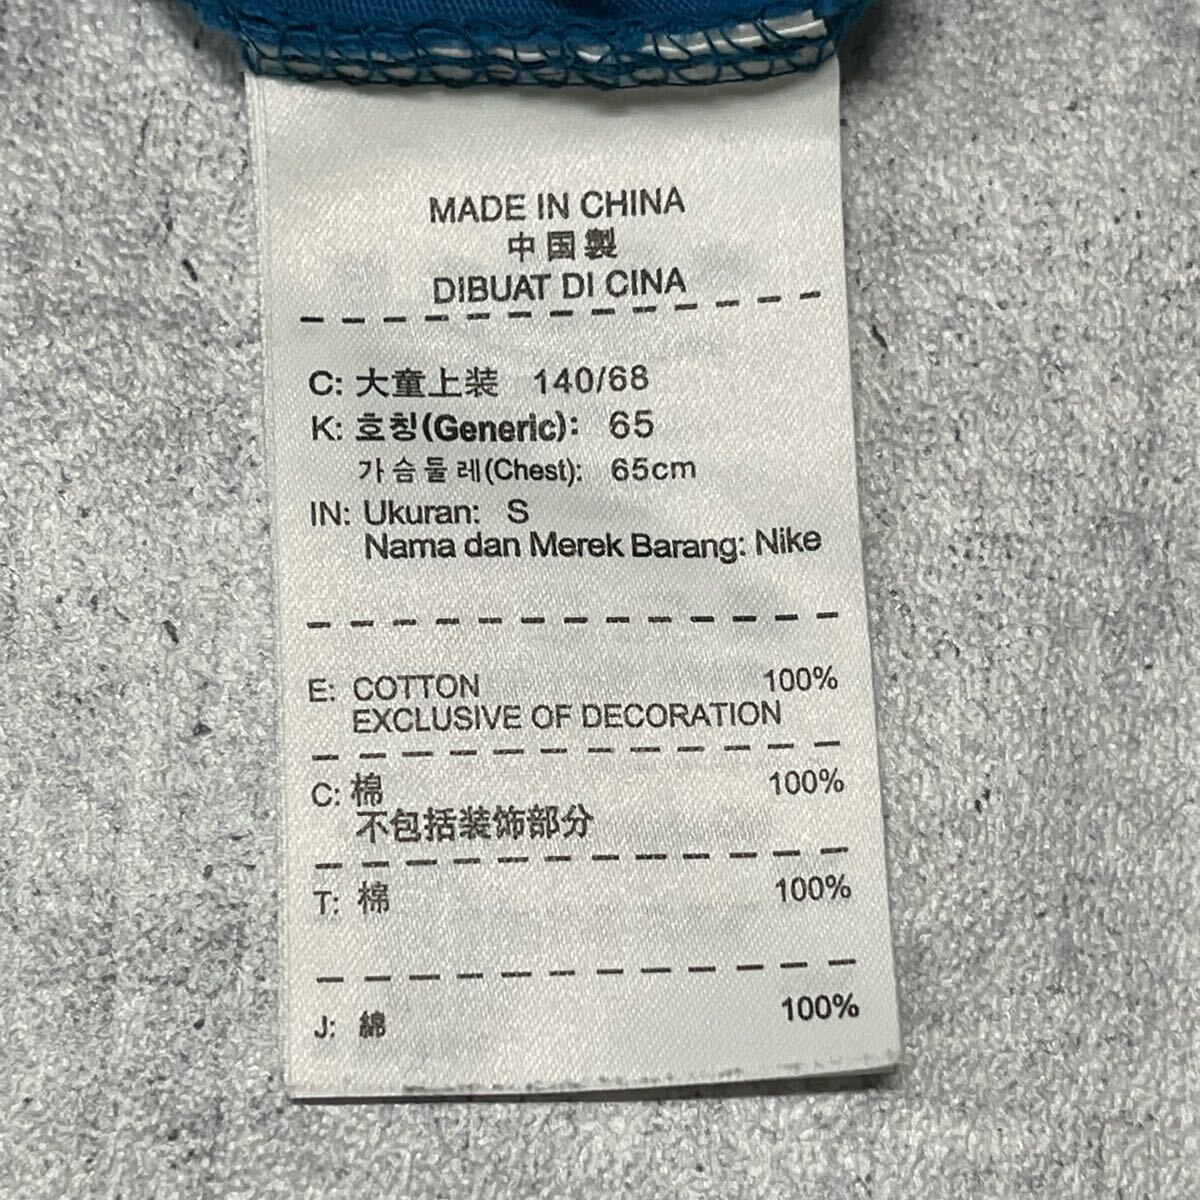 MADE IN CHINA
中国製
DIBUAT DI CINA
C: 大童上装 140/68
K: 호칭(Generic): 65
가슴둘레(Chest): 65cm
IN: Ukuran: S
Nama dan Merek Barang: Nike
E: COTTON 100%
EXCLUSIVE OF DECORATION
C: 棉 100%
不包括装饰部分
T: 棉 100%
J: 綿 100%